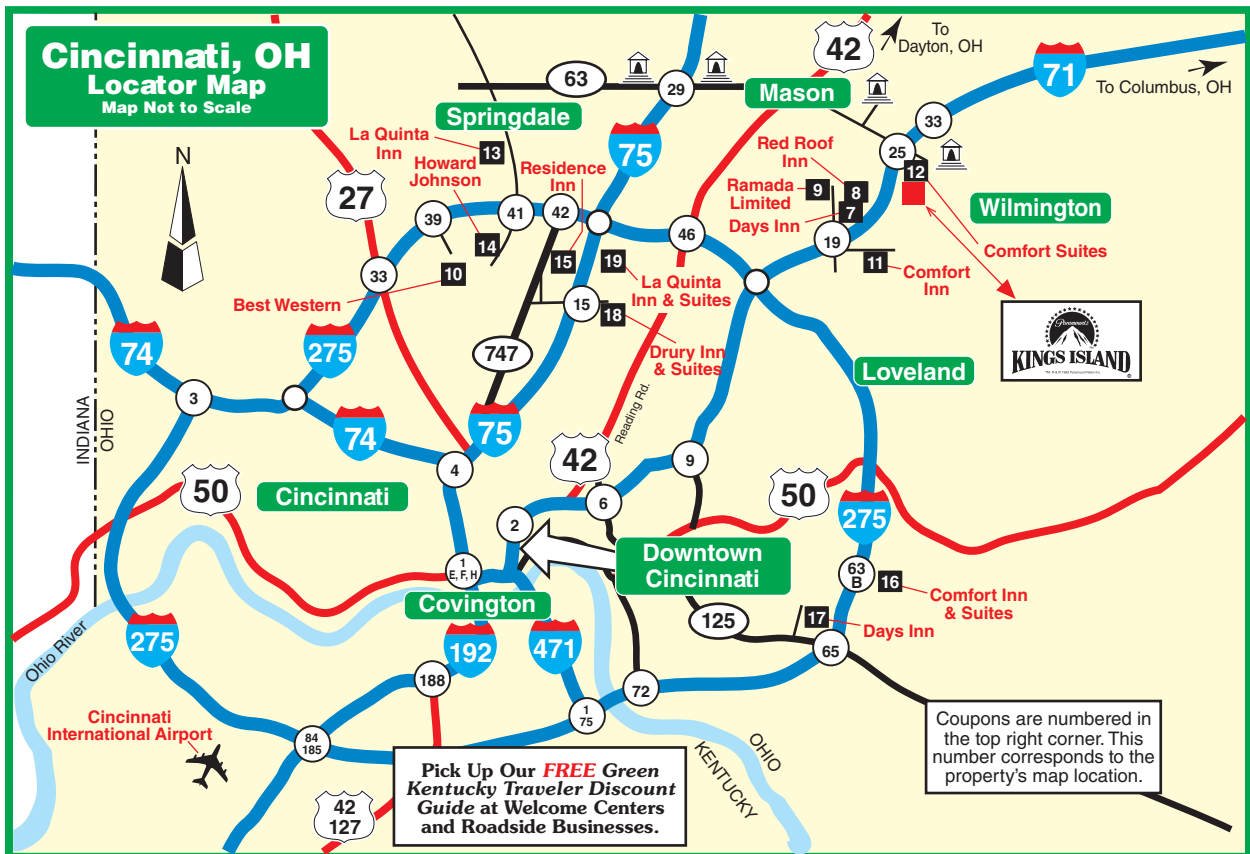 Cincinnati, OH
Locator Map
Map Not to Scale
N
To
Dayton, OH
42
71
To Columbus, OH
63
29
Mason
Springdale
33
25
La Quinta
Inn
13
75
Red Roof
Inn
12
Howard
Johnson
Residence
Inn
27
Ramada
Limited
9
8
7
Days Inn
Wilmington
39
41
42
46
19
14
15
19
11
Comfort Suites
Comfort
Inn
33
10
Best Western
La Quinta
Inn & Suites
15
18
Paramount's
KINGS ISLAND
®
74
275
747
Drury Inn
& Suites
Loveland
3
INDIANA
OHIO
74
75
Reading Rd.
4
42
9
50
Cincinnati
50
6
275
2
Downtown
Cincinnati
1
E, F, H
63
B
16
Comfort Inn
& Suites
Covington
125
17
Days Inn
Ohio River
275
192
471
65
188
72
Cincinnati
International Airport
1
75
84
185
OHIO
KENTUCKY
Coupons are numbered in
the top right corner. This
number corresponds to the
property's map location.
Pick Up Our FREE Green
Kentucky Traveler Discount
Guide at Welcome Centers
and Roadside Businesses.
42
127